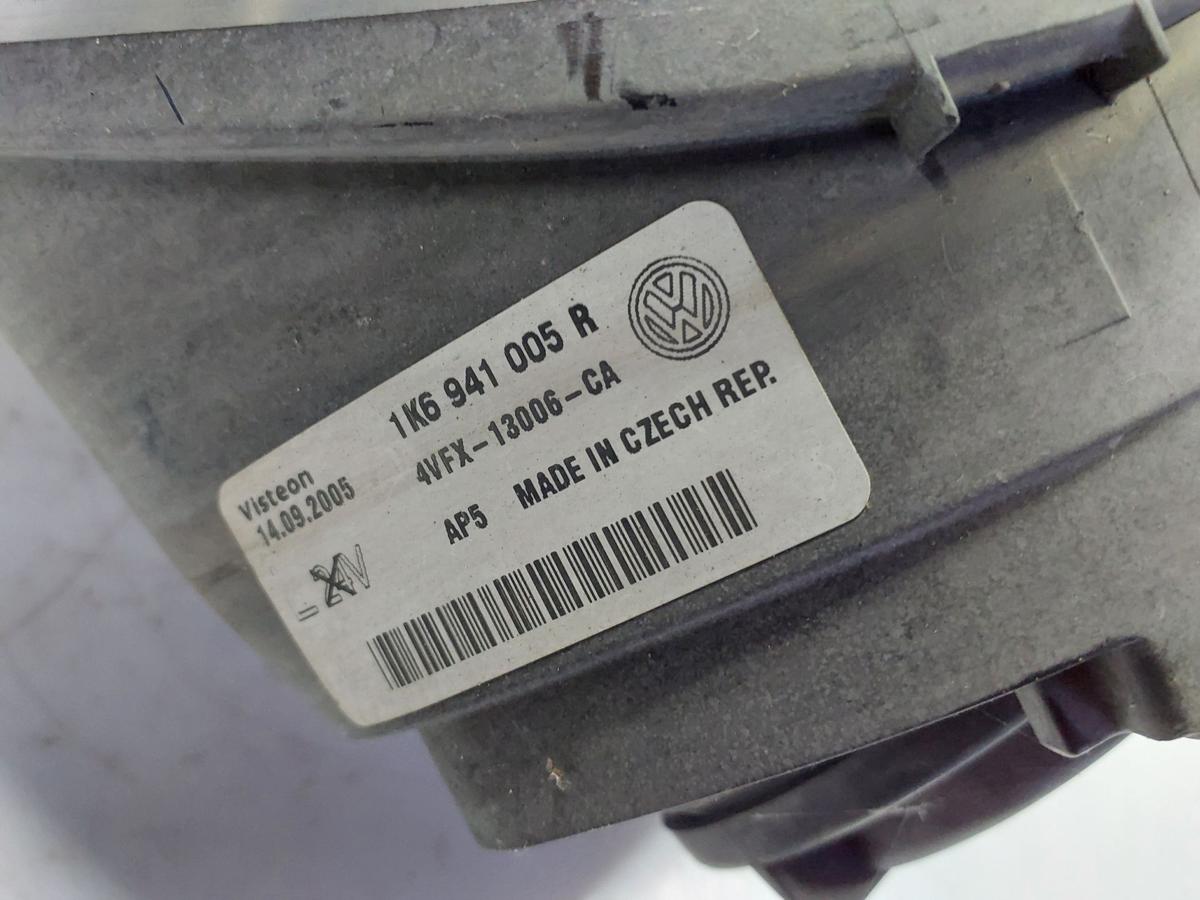 1K6 941 005 R
4VFX-13006-CA
Visteon
14.09.2005
AP5 MADE IN CZECH REP.